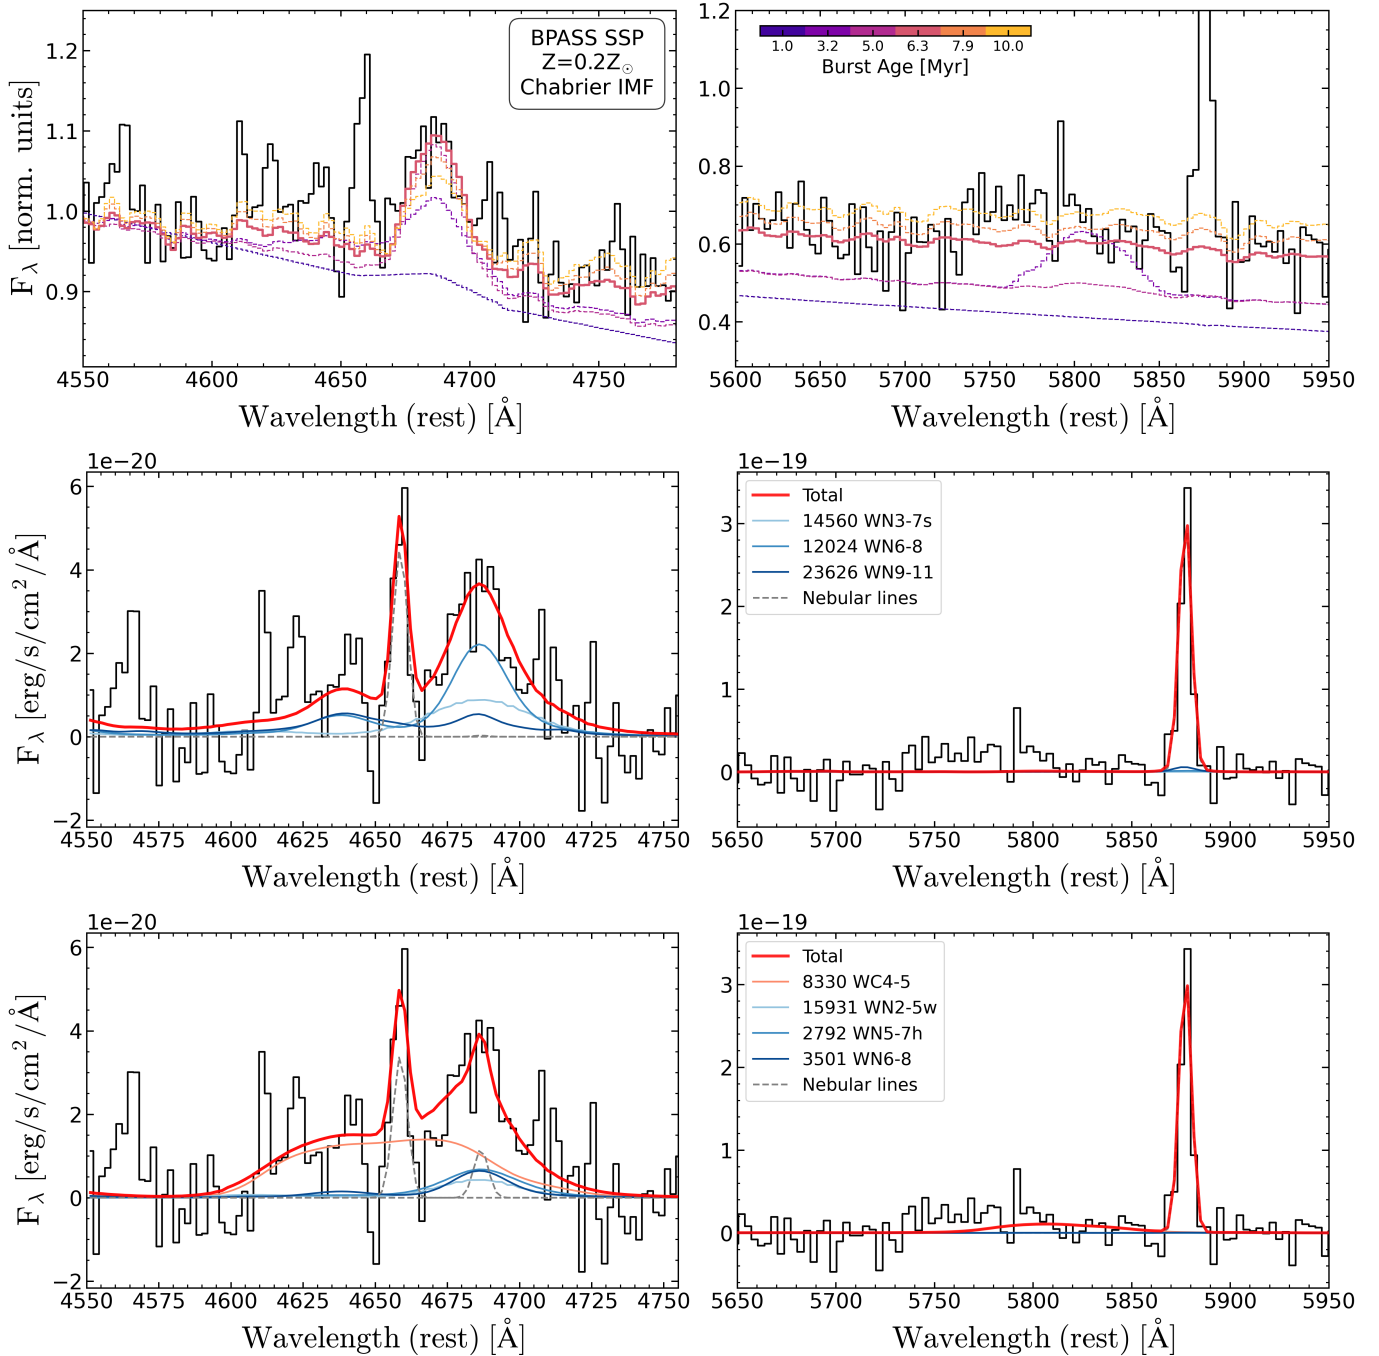 BPASS SSP
Z=0.2Z☉
Chabrier IMF
1.2
1.1
1.0
0.9
F λ [norm. units]
4550 4600 4650 4700 4750
Wavelength (rest) [Å]
1.0 3.2 5.0 6.3 7.9 10.0
Burst Age [Myr]
1.2
1.0
0.8
0.6
0.4
5600 5650 5700 5750 5800 5850 5900 5950
Wavelength (rest) [Å]
1e−20
6
4
2
0
−2
F λ [erg/s/cm²/Å]
4550 4575 4600 4625 4650 4675 4700 4725 4750
Wavelength (rest) [Å]
1e−19
Total
14560 WN3-7s
12024 WN6-8
23626 WN9-11
Nebular lines
3
2
1
0
5650 5700 5750 5800 5850 5900 5950
Wavelength (rest) [Å]
1e−20
6
4
2
0
−2
F λ [erg/s/cm²/Å]
4550 4575 4600 4625 4650 4675 4700 4725 4750
Wavelength (rest) [Å]
1e−19
Total
8330 WC4-5
15931 WN2-5w
2792 WN5-7h
3501 WN6-8
Nebular lines
3
2
1
0
5650 5700 5750 5800 5850 5900 5950
Wavelength (rest) [Å]